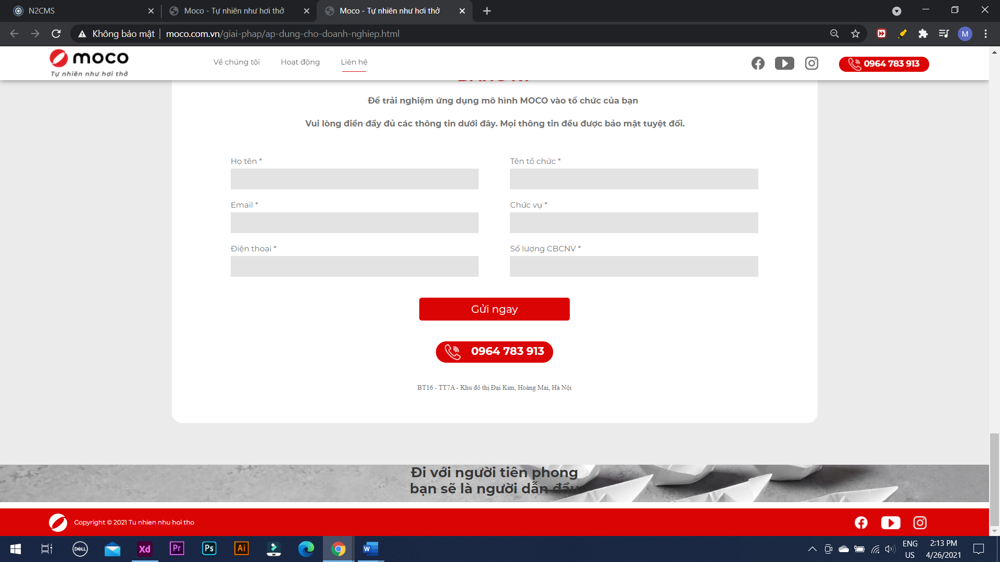 N2CMS
Moco - Tự nhiên như hơi thở
Moco - Tự nhiên như hơi thở
Không bảo mật
moco.com.vn/giai-phap/ap-dung-cho-doanh-nghiep.html
M
moco
Tự nhiên như hơi thở
Về chúng tôi
Hoạt động
Liên hệ
0964 783 913
Để trải nghiệm ứng dụng mô hình MOCO vào tổ chức của bạn
Vui lòng điền đầy đủ các thông tin dưới đây. Mọi thông tin đều được bảo mật tuyệt đối.
Họ tên *
Tên tổ chức *
Email *
Chức vụ *
Điện thoại *
Số lượng CBCNV *
Gửi ngay
0964 783 913
BT16 - TT7A - Khu đô thị Đại Kim, Hoàng Mai, Hà Nội
Đi với người tiên phong
bạn sẽ là người dẫn đầu
Copyright © 2021 Tu nhien nhu hoi tho
DELL
Xd
Pr
Ps
Ai
W
ENG
US
2:13 PM
4/26/2021